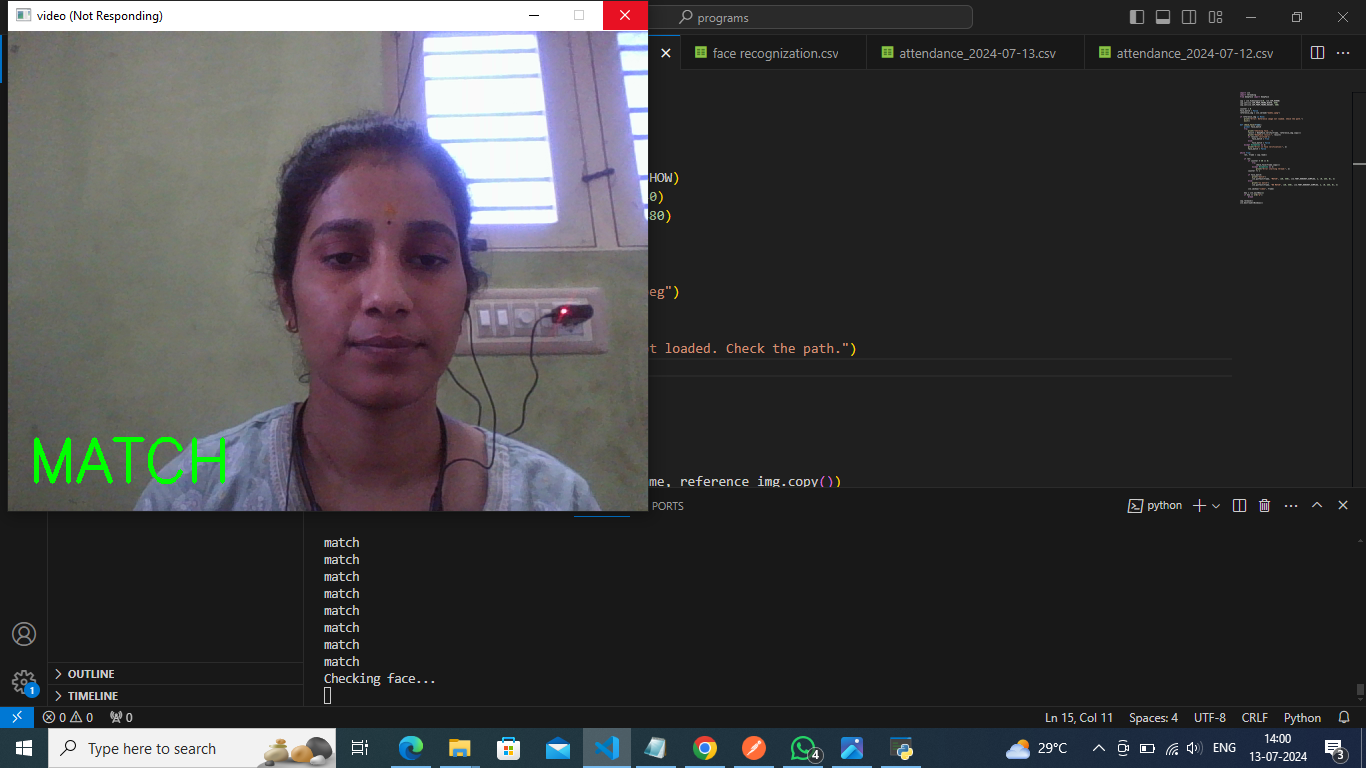 video (Not Responding)
programs
face recognization.csv
attendance_2024-07-13.csv
attendance_2024-07-12.csv
HOW)
0)
80)
eg")
t loaded. Check the path.")
me, reference_img.copy())
MATCH
PORTS
python
match
match
match
match
match
match
match
match
Checking face...
OUTLINE
TIMELINE
1
0 0 0
Ln 15, Col 11 Spaces: 4 UTF-8 CRLF Python
Type here to search
4
29°C
ENG
14:00
13-07-2024
3